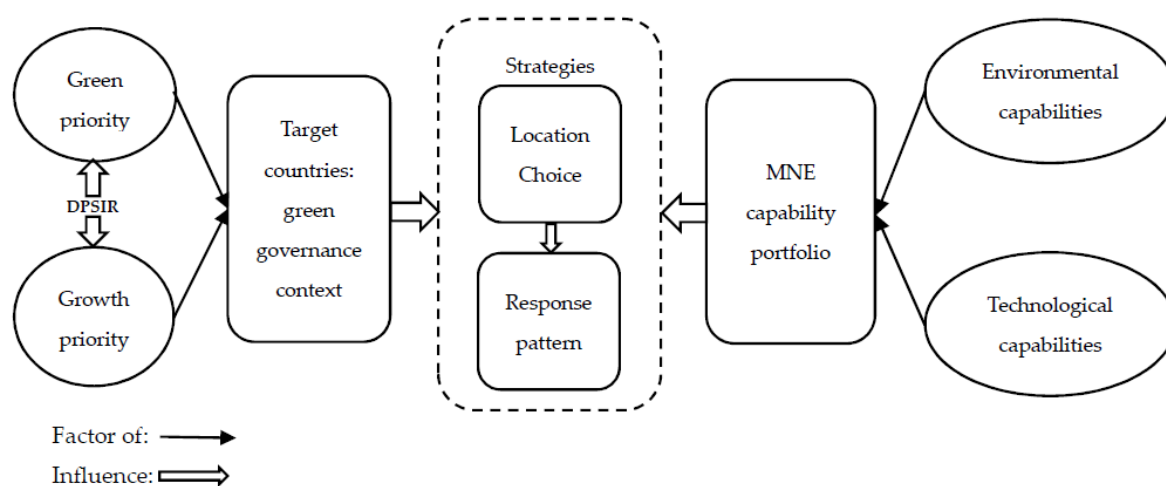 Green
priority
DPSIR
Growth
priority
Target
countries:
green
governance
context
Strategies
Location
Choice
Response
pattern
MNE
capability
portfolio
Environmental
capabilities
Technological
capabilities
Factor of:
Influence: